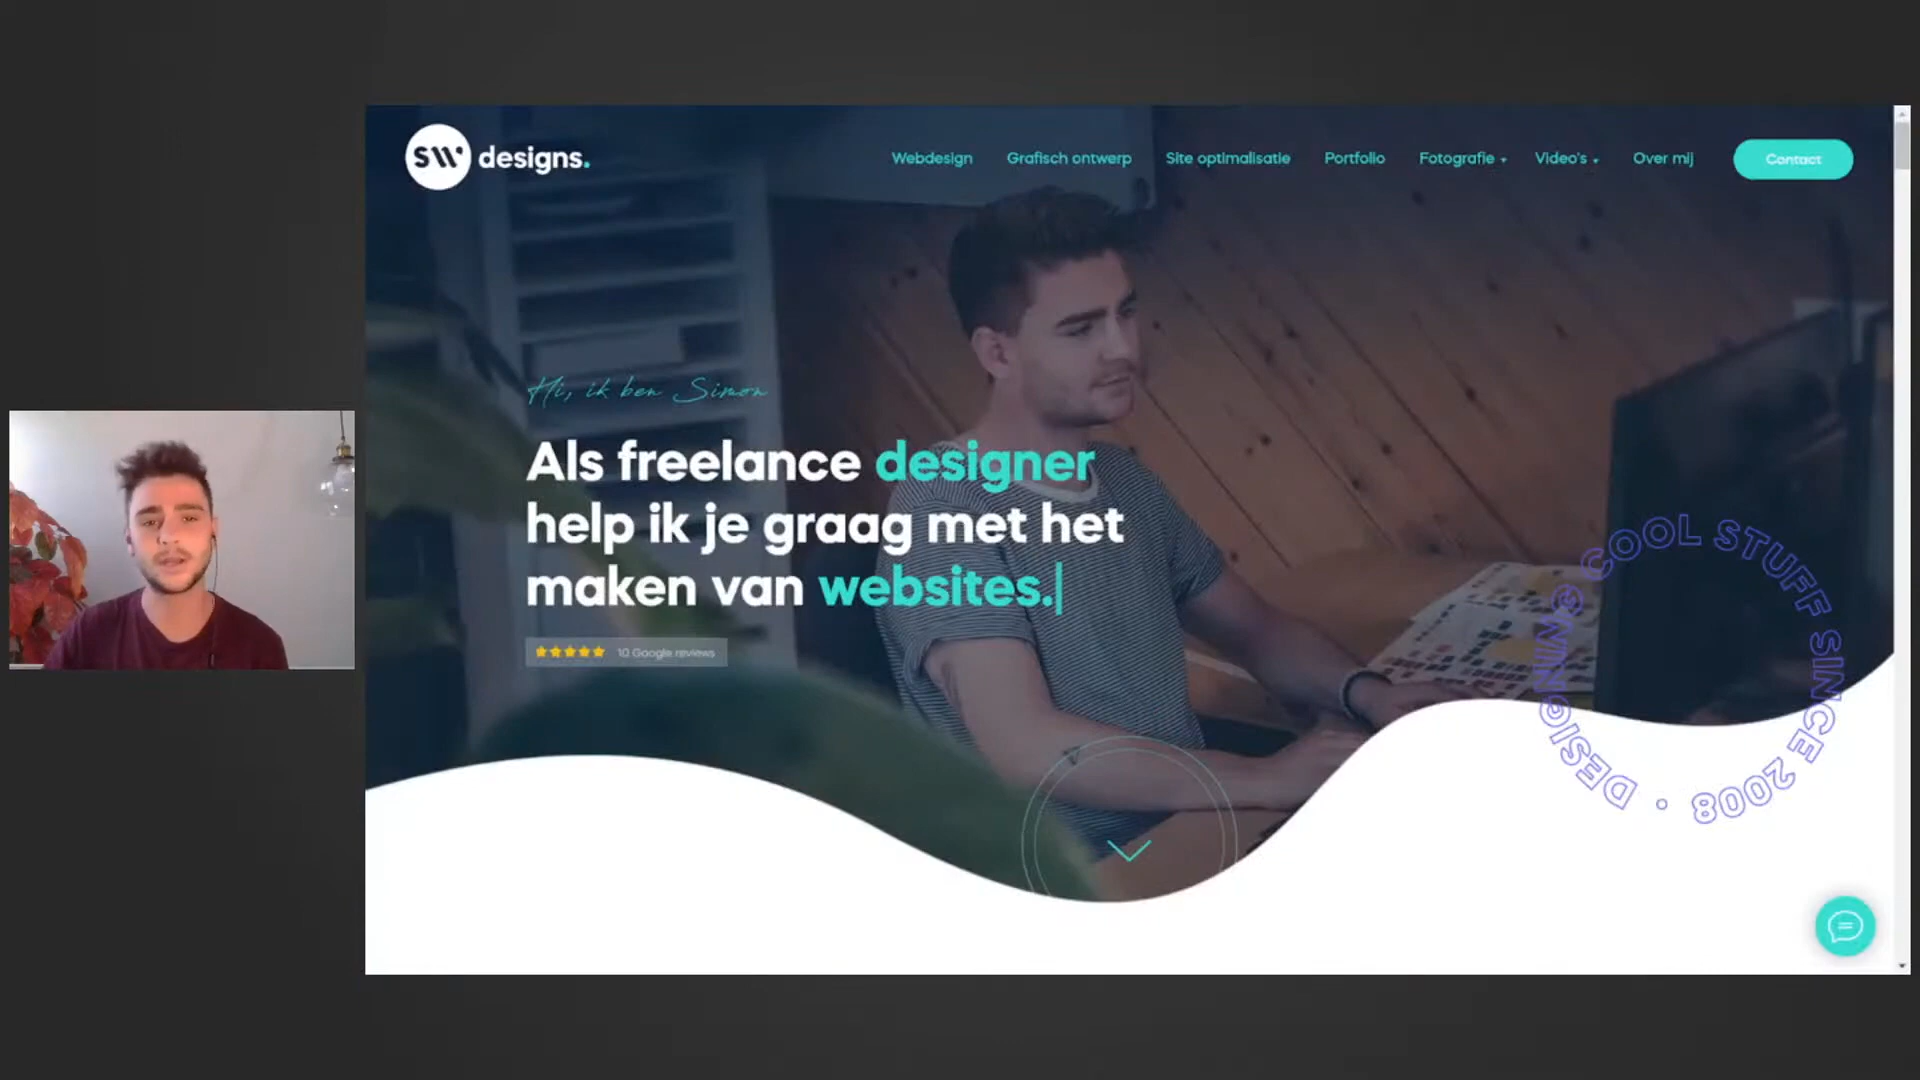 SW designs.
Webdesign
Grafisch ontwerp
Site optimalisatie
Portfolio
Fotografie
Video's
Over mij
Contact
Hi, ik ben Simon
Als freelance designer
help ik je graag met het
maken van websites.
10 Google reviews
DESIGNING COOL STUFF SINCE 2008 •